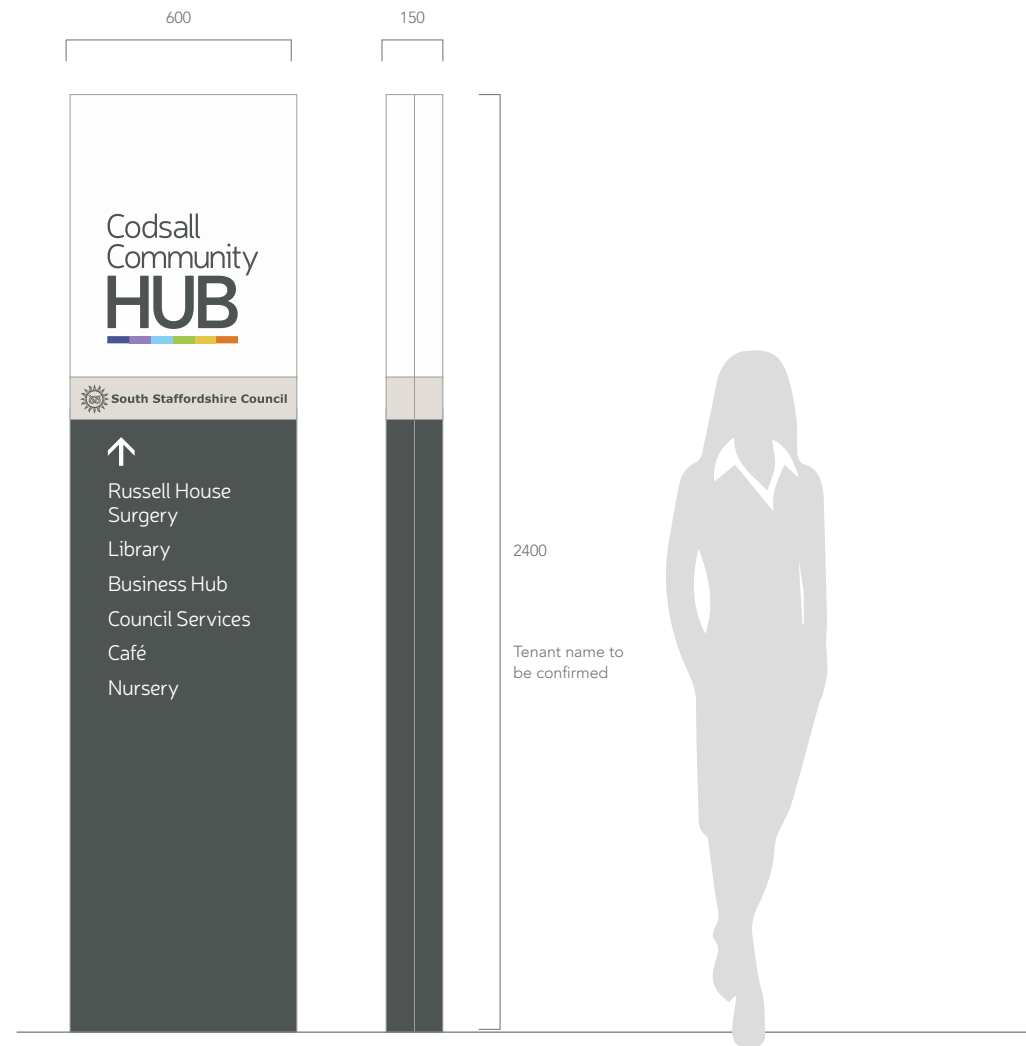 600
150
Codsall
Community
HUB
South Staffordshire Council
Russell House
Surgery
Library
Business Hub
Council Services
Café
Nursery
2400
Tenant name to
be confirmed